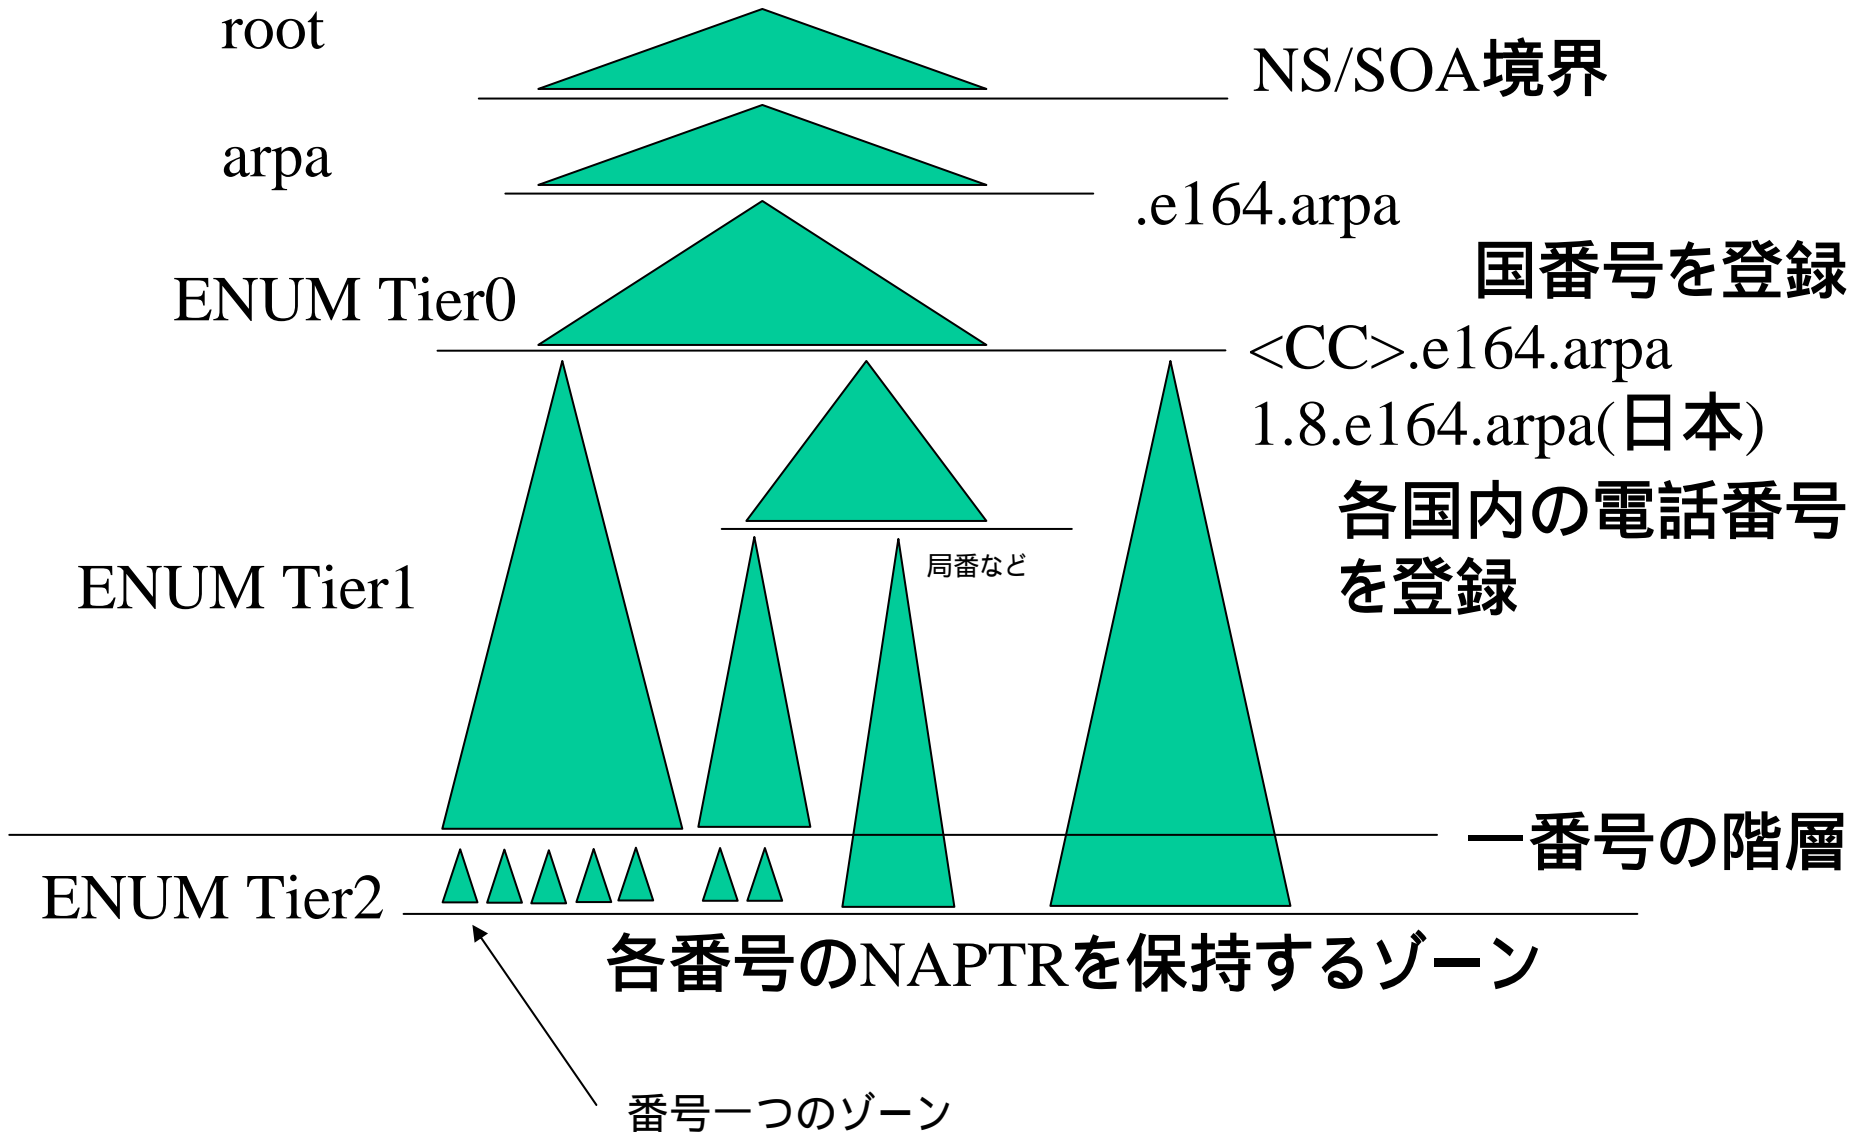 root
NS/SOA境界
arpa
.e164.arpa
国番号を登録
ENUM Tier0
<CC>.e164.arpa
1.8.e164.arpa(日本)
各国内の電話番号
を登録
局番など
ENUM Tier1
一番号の階層
ENUM Tier2
各番号のNAPTRを保持するゾーン
番号一つのゾーン